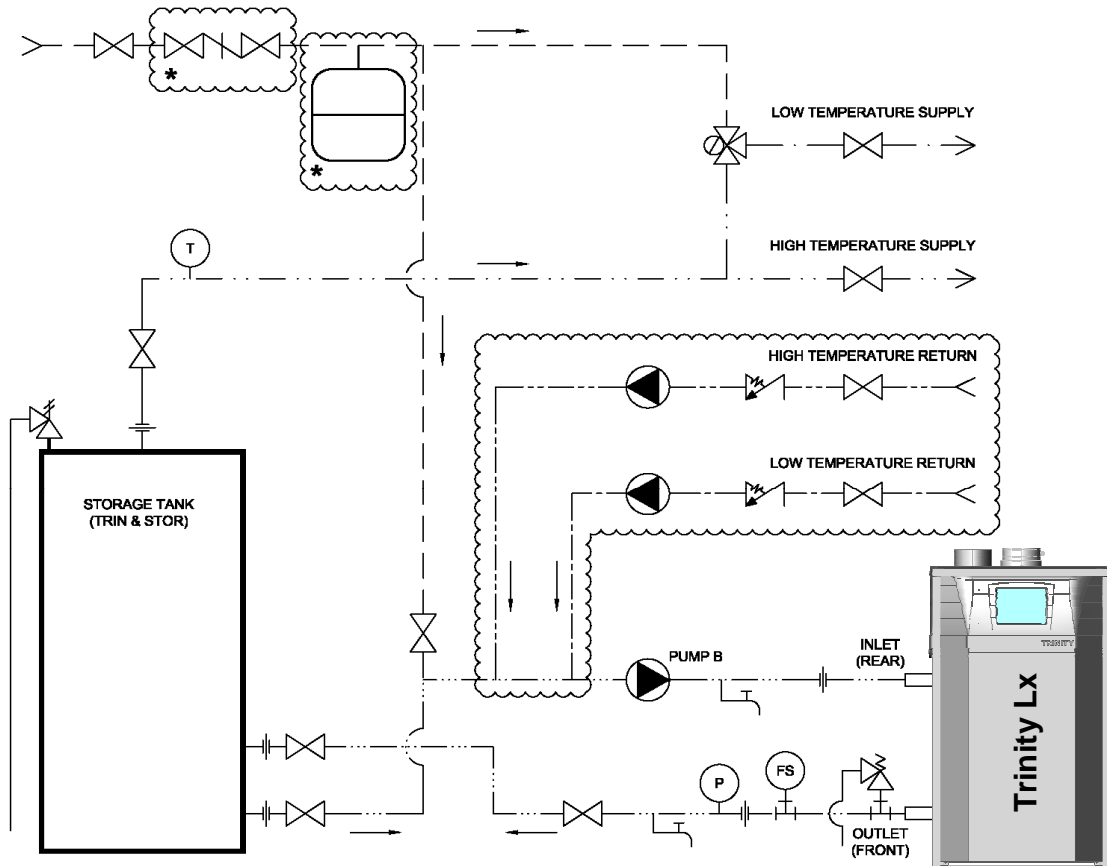 *
*
LOW TEMPERATURE SUPPLY
T
HIGH TEMPERATURE SUPPLY
HIGH TEMPERATURE RETURN
LOW TEMPERATURE RETURN
STORAGE TANK
(TRIN & STOR)
PUMP B
INLET
(REAR)
TRINITY
Trinity Lx
P
FS
OUTLET
(FRONT)